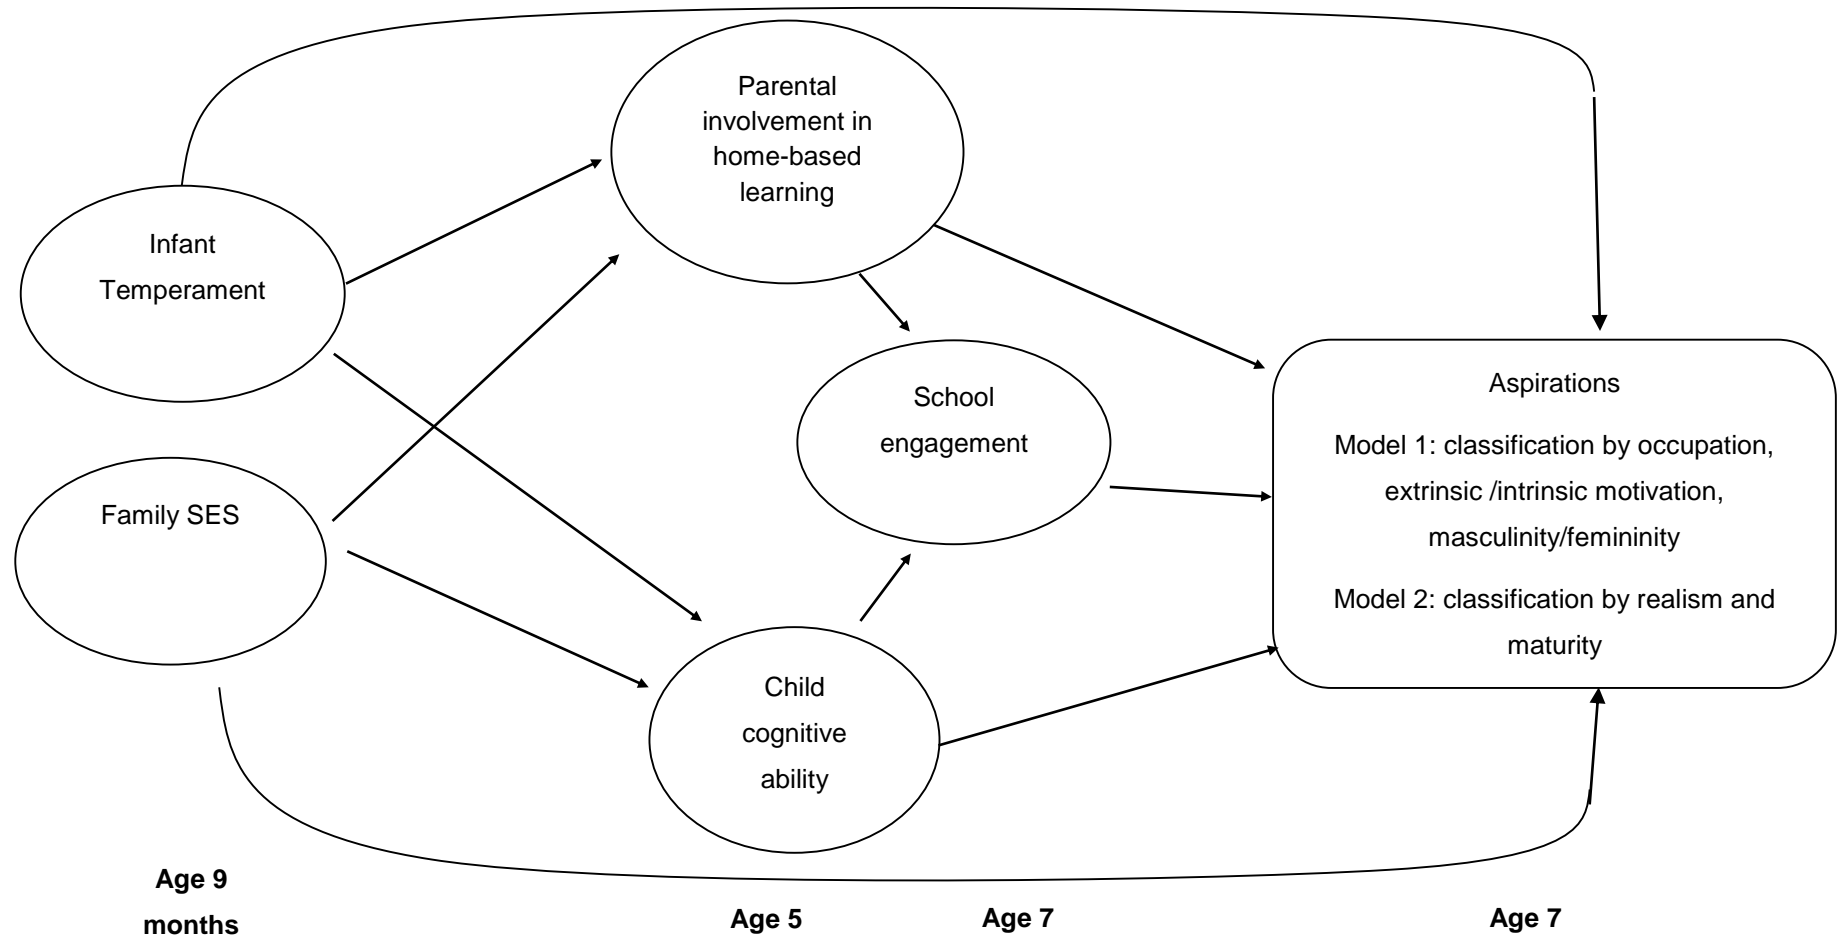 Parental
involvement in
home-based
learning
Infant
Temperament
School
engagement
Family SES
Child
cognitive
ability
Aspirations
Model 1: classification by occupation,
extrinsic /intrinsic motivation,
masculinity/femininity
Model 2: classification by realism and
maturity
Age 9
months
Age 5
Age 7
Age 7